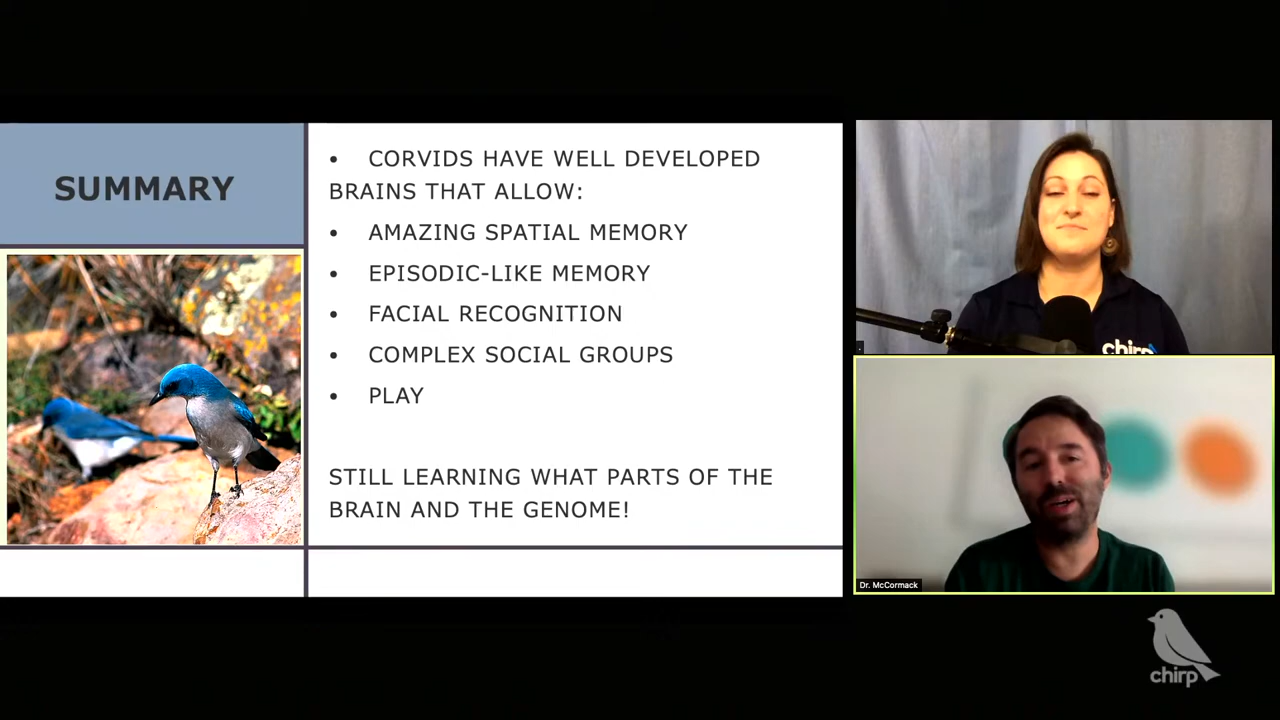 SUMMARY
• CORVIDS HAVE WELL DEVELOPED
BRAINS THAT ALLOW:
• AMAZING SPATIAL MEMORY
• EPISODIC-LIKE MEMORY
• FACIAL RECOGNITION
• COMPLEX SOCIAL GROUPS
• PLAY
STILL LEARNING WHAT PARTS OF THE
BRAIN AND THE GENOME!
chirp
Dr. McCormack
chirp